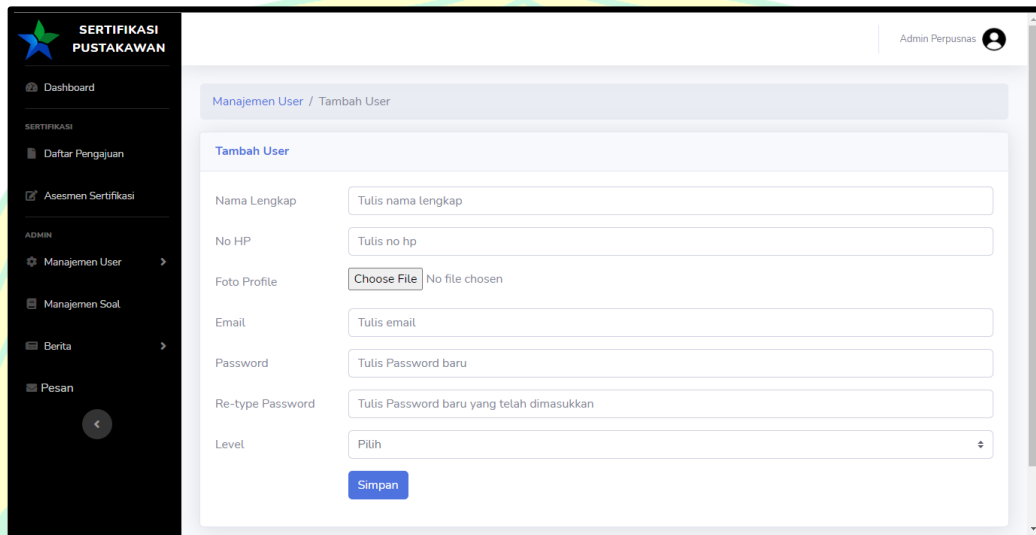 SERTIFIKASI
PUSTAKAWAN
Admin Perpusnas
Dashboard
SERTIFIKASI
Daftar Pengajuan
Asesmen Sertifikasi
ADMIN
Manajemen User
Manajemen Soal
Berita
Pesan
Manajemen User / Tambah User
Tambah User
Nama Lengkap Tulis nama lengkap
No HP Tulis no hp
Foto Profile Choose File No file chosen
Email Tulis email
Password Tulis Password baru
Re-type Password Tulis Password baru yang telah dimasukkan
Level Pilih
Simpan